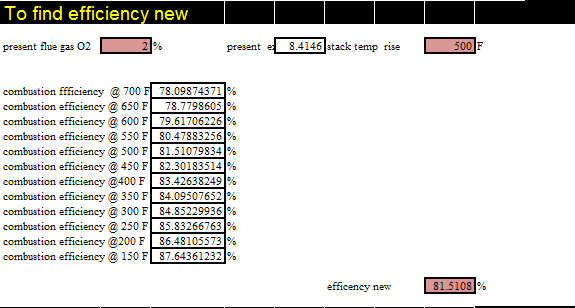 To find efficiency new
present flue gas O2 2 % present ex 8.4146 stack temp rise 500 F
combustion fficiency @ 700 F 78.09874371 %
combustion efficiency @ 650 F 78.7798605 %
combustion efficiency @ 600 F 79.61706226 %
combustion efficiency @ 550 F 80.47883256 %
combustion efficiency @ 500 F 81.51079834 %
combustion efficiency @ 450 F 82.30183514 %
combustion efficiency @400 F 83.42638249 %
combustion efficiency @ 350 F 84.09507652 %
combustion efficiency @ 300 F 84.85229936 %
combustion efficiency @ 250 F 85.83266763 %
combustion efficiency @200 F 86.48105573 %
combustion efficiency @ 150 F 87.64361232 %
efficency new 81.5108 %